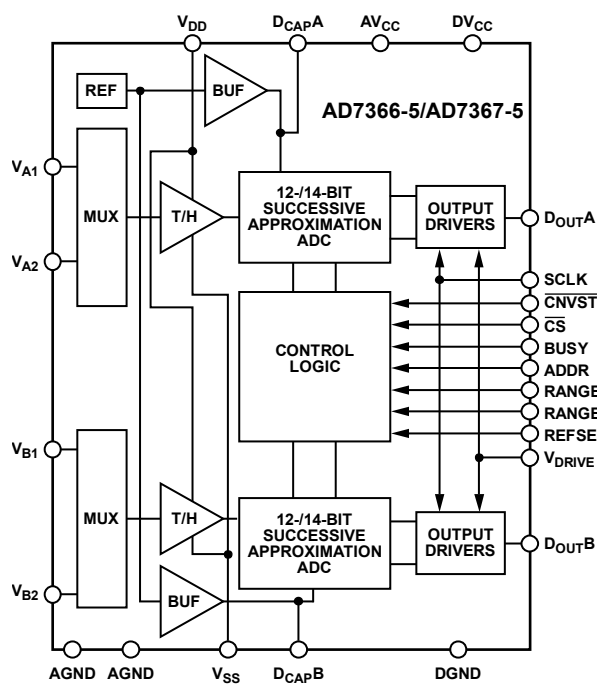 VDD DCAPA AVCC DVCC
REF
BUF
AD7366-5/AD7367-5
VA1
MUX
T/H
12-/14-BIT
SUCCESSIVE
APPROXIMATION
ADC
OUTPUT
DRIVERS
DOUTA
VA2
SCLK
CNVST
CS
BUSY
ADDR
RANGE
RANGE
REFSE
VDRIVE
CONTROL
LOGIC
VB1
MUX
T/H
12-/14-BIT
SUCCESSIVE
APPROXIMATION
ADC
OUTPUT
DRIVERS
DOUTB
VB2
BUF
AGND AGND VSS DCAPB DGND